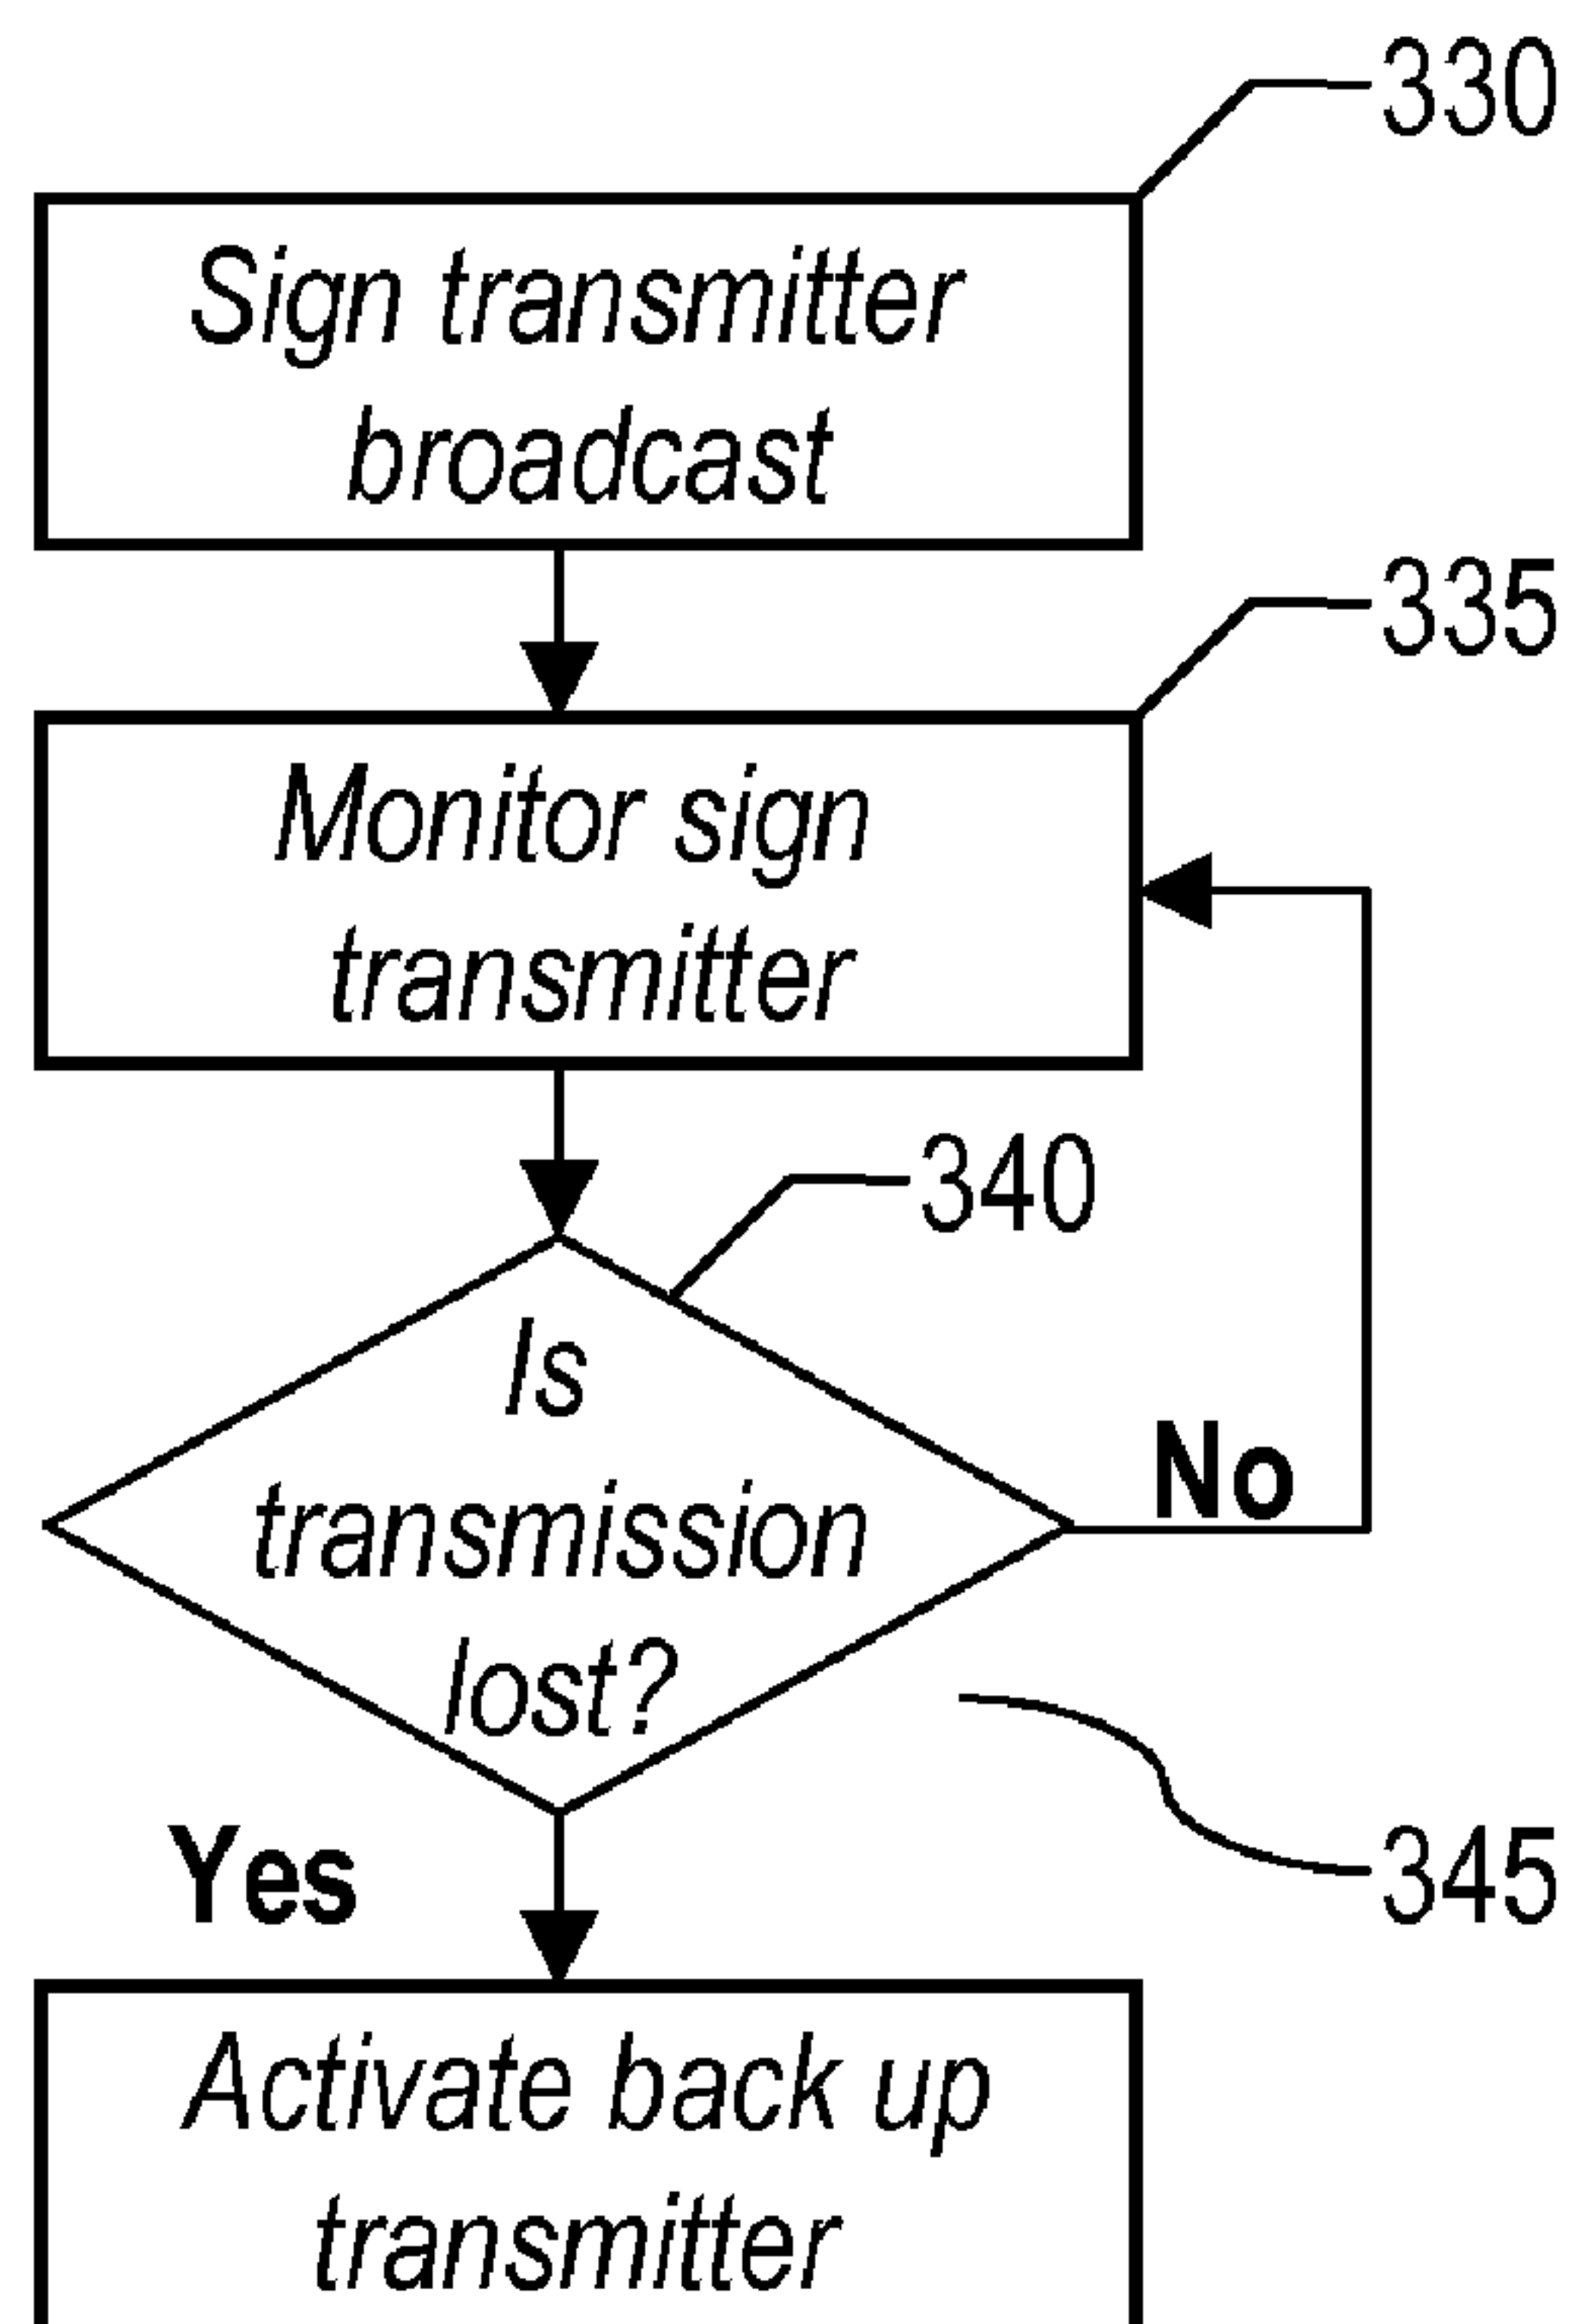 330
Sign transmitter
broadcast
335
Monitor sign
transmitter
340
Is
transmission
lost?
No
Yes
345
Activate back up
transmitter